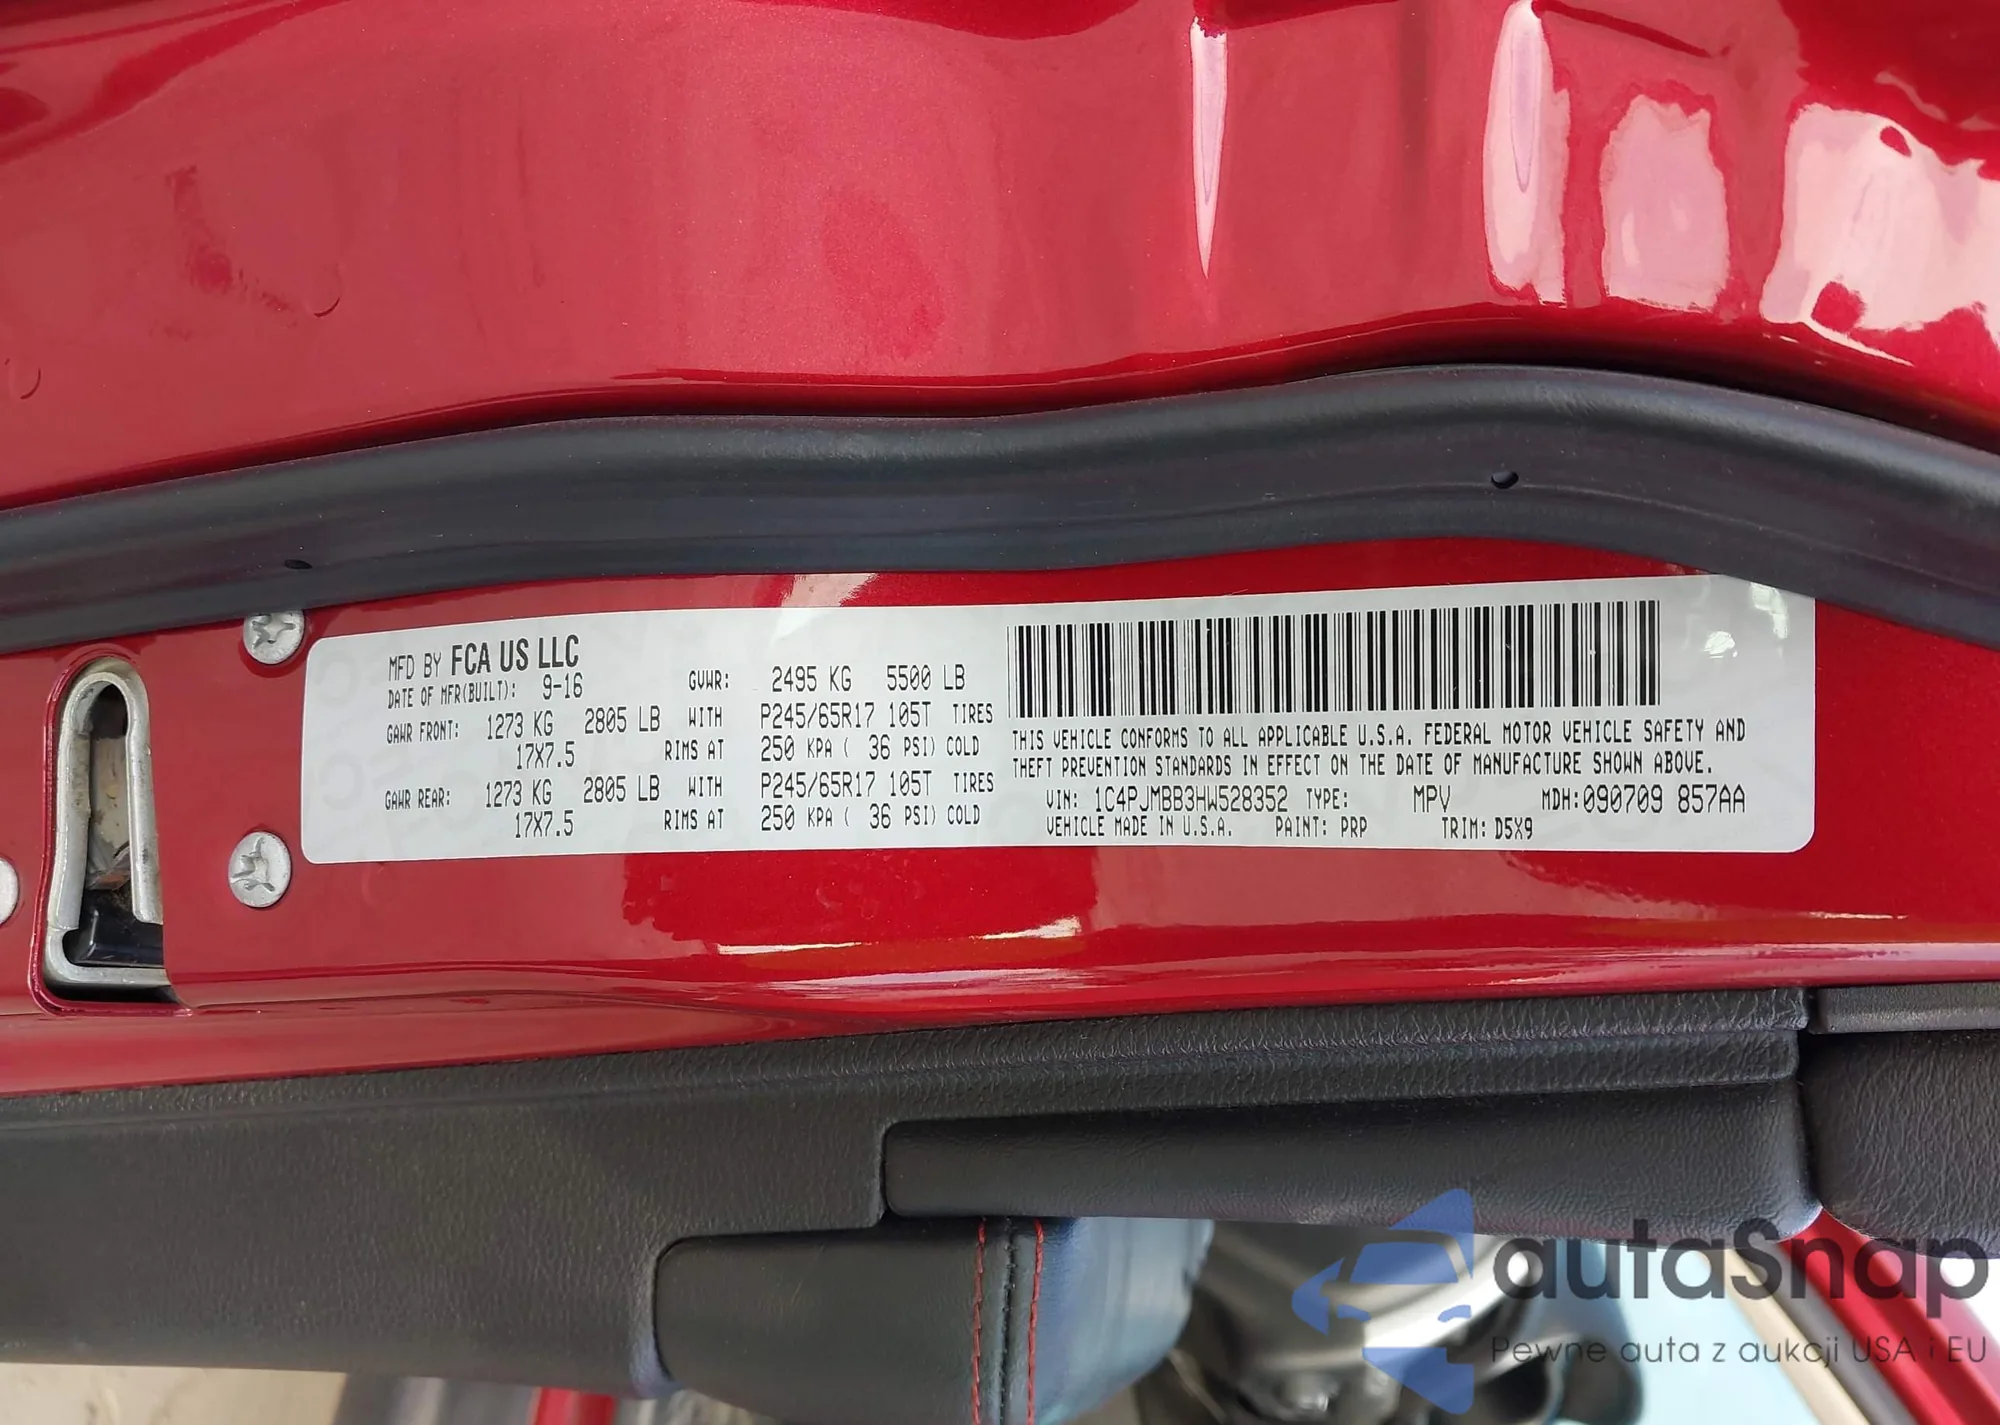 MFD BY FCA US LLC
DATE OF MFR(BUILT): 9-16 GVWR: 2495 KG 5500 LB
GAWR FRONT: 1273 KG 2805 LB WITH P245/65R17 105T TIRES
17X7.5 RIMS AT 250 KPA ( 36 PSI) COLD
GAWR REAR: 1273 KG 2805 LB WITH P245/65R17 105T TIRES
17X7.5 RIMS AT 250 KPA ( 36 PSI) COLD
THIS VEHICLE CONFORMS TO ALL APPLICABLE U.S.A. FEDERAL MOTOR VEHICLE SAFETY AND
THEFT PREVENTION STANDARDS IN EFFECT ON THE DATE OF MANUFACTURE SHOWN ABOVE.
VIN: 1C4PJMBB3HW528352 TYPE: MPV MDH:090709 857AA
VEHICLE MADE IN U.S.A. PAINT: PRP TRIM: D5X9
autaSnap
Pewne auta z aukcji USA i EU